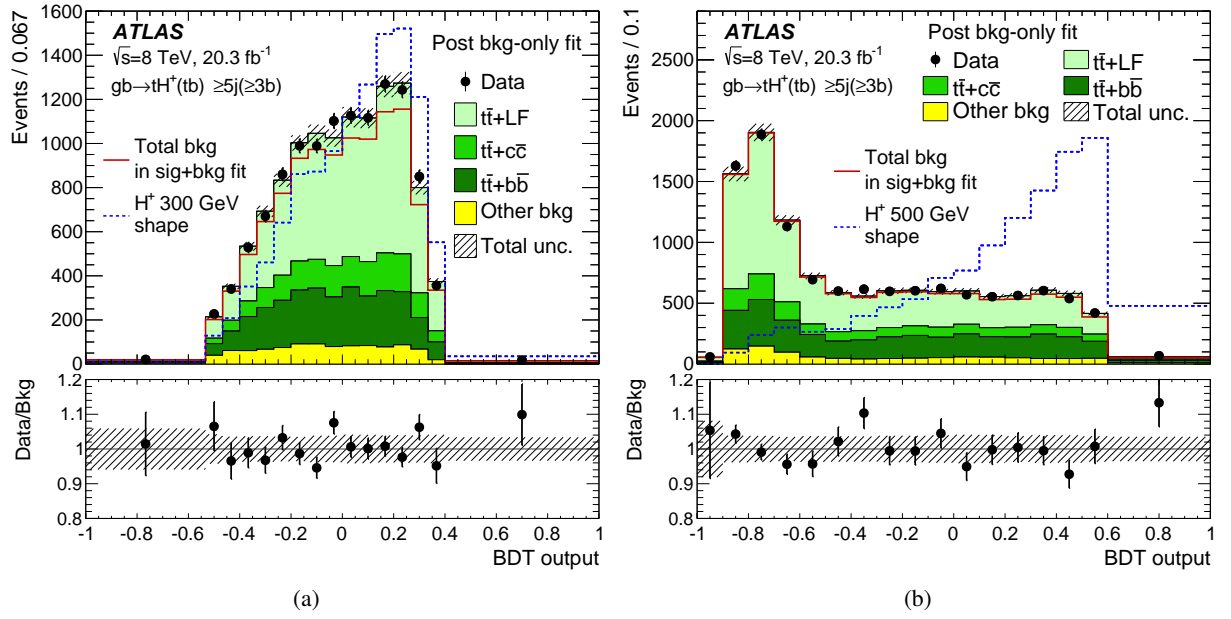 Events / 0.067
1600
1400
1200
1000
800
600
400
200
0
ATLAS
√s=8 TeV, 20.3 fb⁻¹
gb→tH⁺(tb) ≥5j(≥3b)
Total bkg
in sig+bkg fit
H⁺ 300 GeV
shape
Post bkg-only fit
Data
tt̄+LF
tt̄+cc̄
tt̄+bb̄
Other bkg
Total unc.
Data/Bkg
1.2
1.1
1
0.9
0.8
-1 -0.8 -0.6 -0.4 -0.2 0 0.2 0.4 0.6 0.8 1
BDT output
(a)
Events / 0.1
2500
2000
1500
1000
500
0
ATLAS
√s=8 TeV, 20.3 fb⁻¹
gb→tH⁺(tb) ≥5j(≥3b)
Post bkg-only fit
Data
tt̄+LF
tt̄+cc̄
tt̄+bb̄
Other bkg
Total unc.
Total bkg
in sig+bkg fit
H⁺ 500 GeV
shape
Data/Bkg
1.2
1.1
1
0.9
0.8
-1 -0.8 -0.6 -0.4 -0.2 0 0.2 0.4 0.6 0.8 1
BDT output
(b)